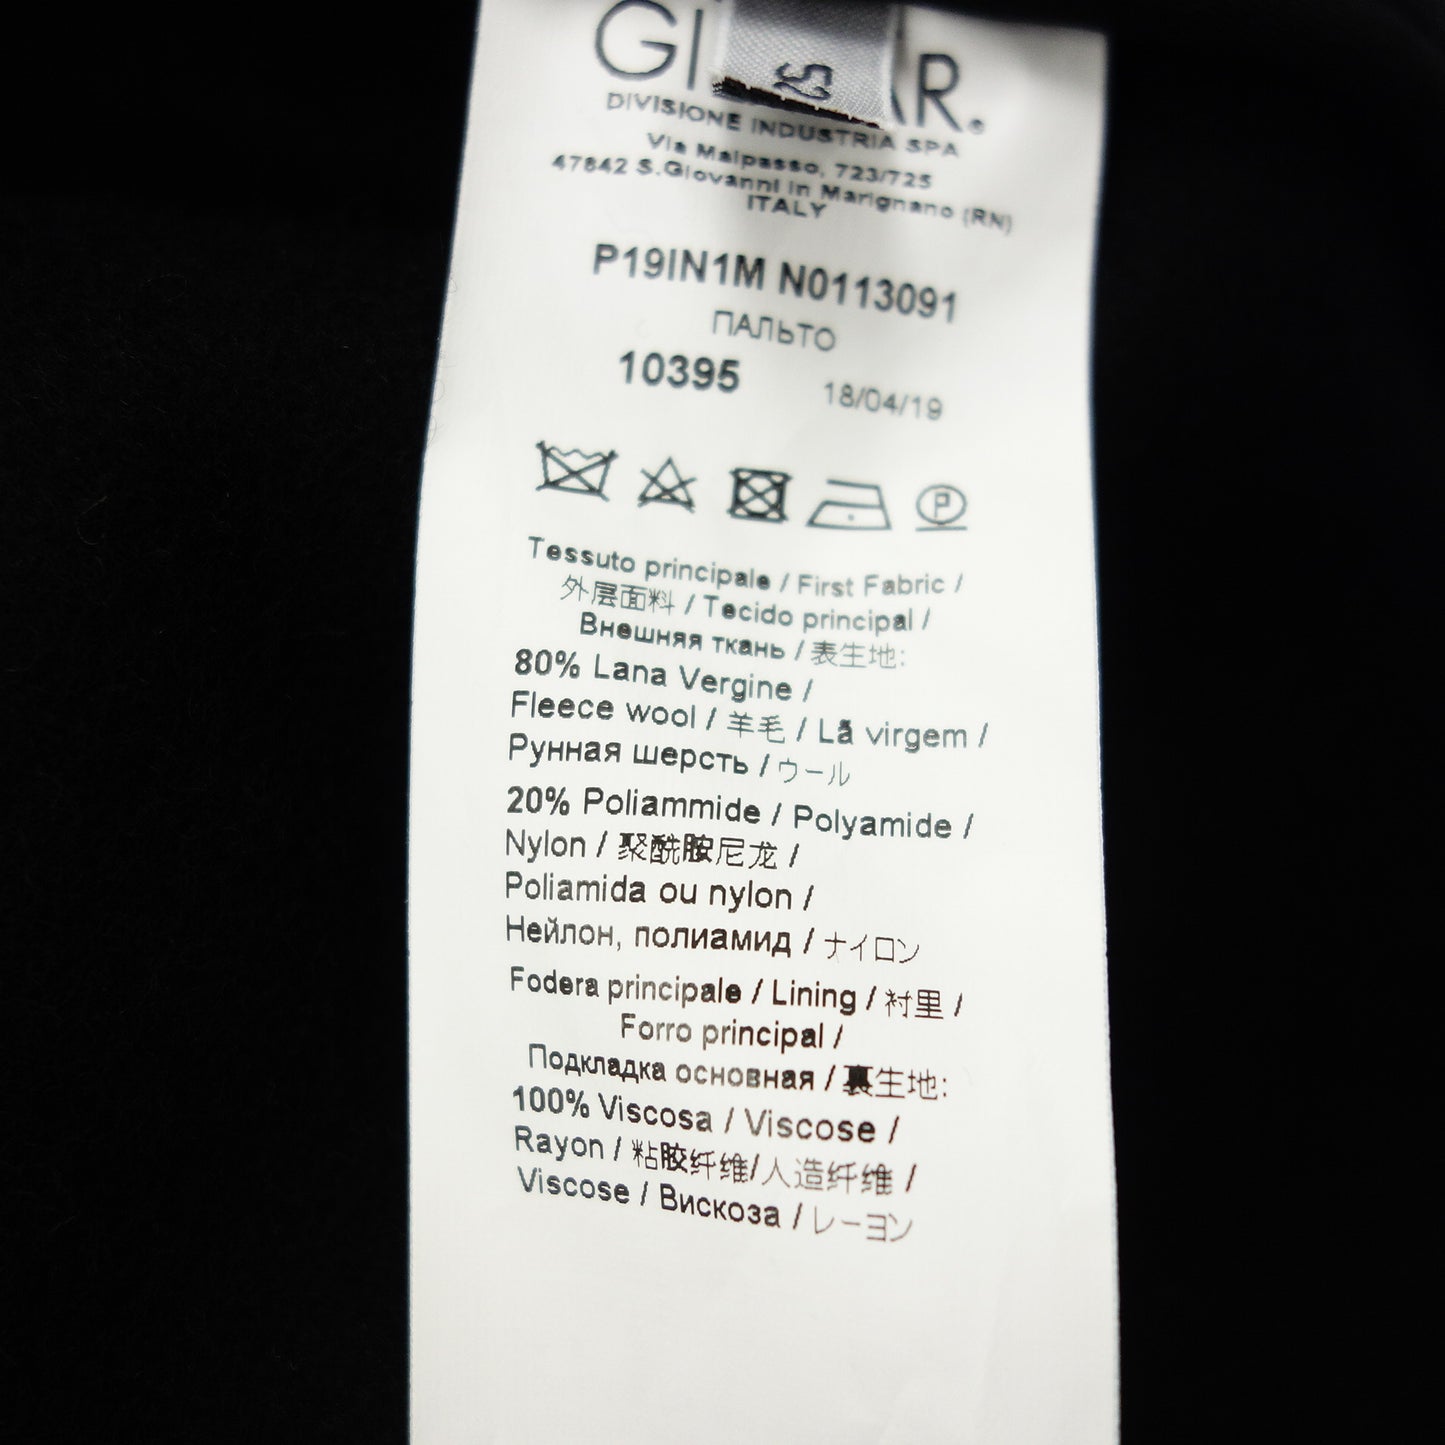 DIVISIONE INDUSTRIA SPA
Via Malpasso, 723/725
47842 S.Giovanni in Marignano (RN)
ITALY
P19IN1M N0113091
ПАЛЬТО
10395 18/04/19
P
Tessuto principale / First Fabric /
外层面料 / Tecido principal /
Внешняя ткань / 表生地:
80% Lana Vergine /
Fleece wool / 羊毛 / Lã virgem /
Рунная шерсть / ウール
20% Poliammide / Polyamide /
Nylon / 聚酰胺尼龙 /
Poliamida ou nylon /
Нейлон, полиамид / ナイロン
Fodera principale / Lining / 衬里 /
Forro principal /
Подкладка основная / 裏生地:
100% Viscosa / Viscose /
Rayon / 粘胶纤维/人造纤维 /
Viscose / Вискоза / レーヨン